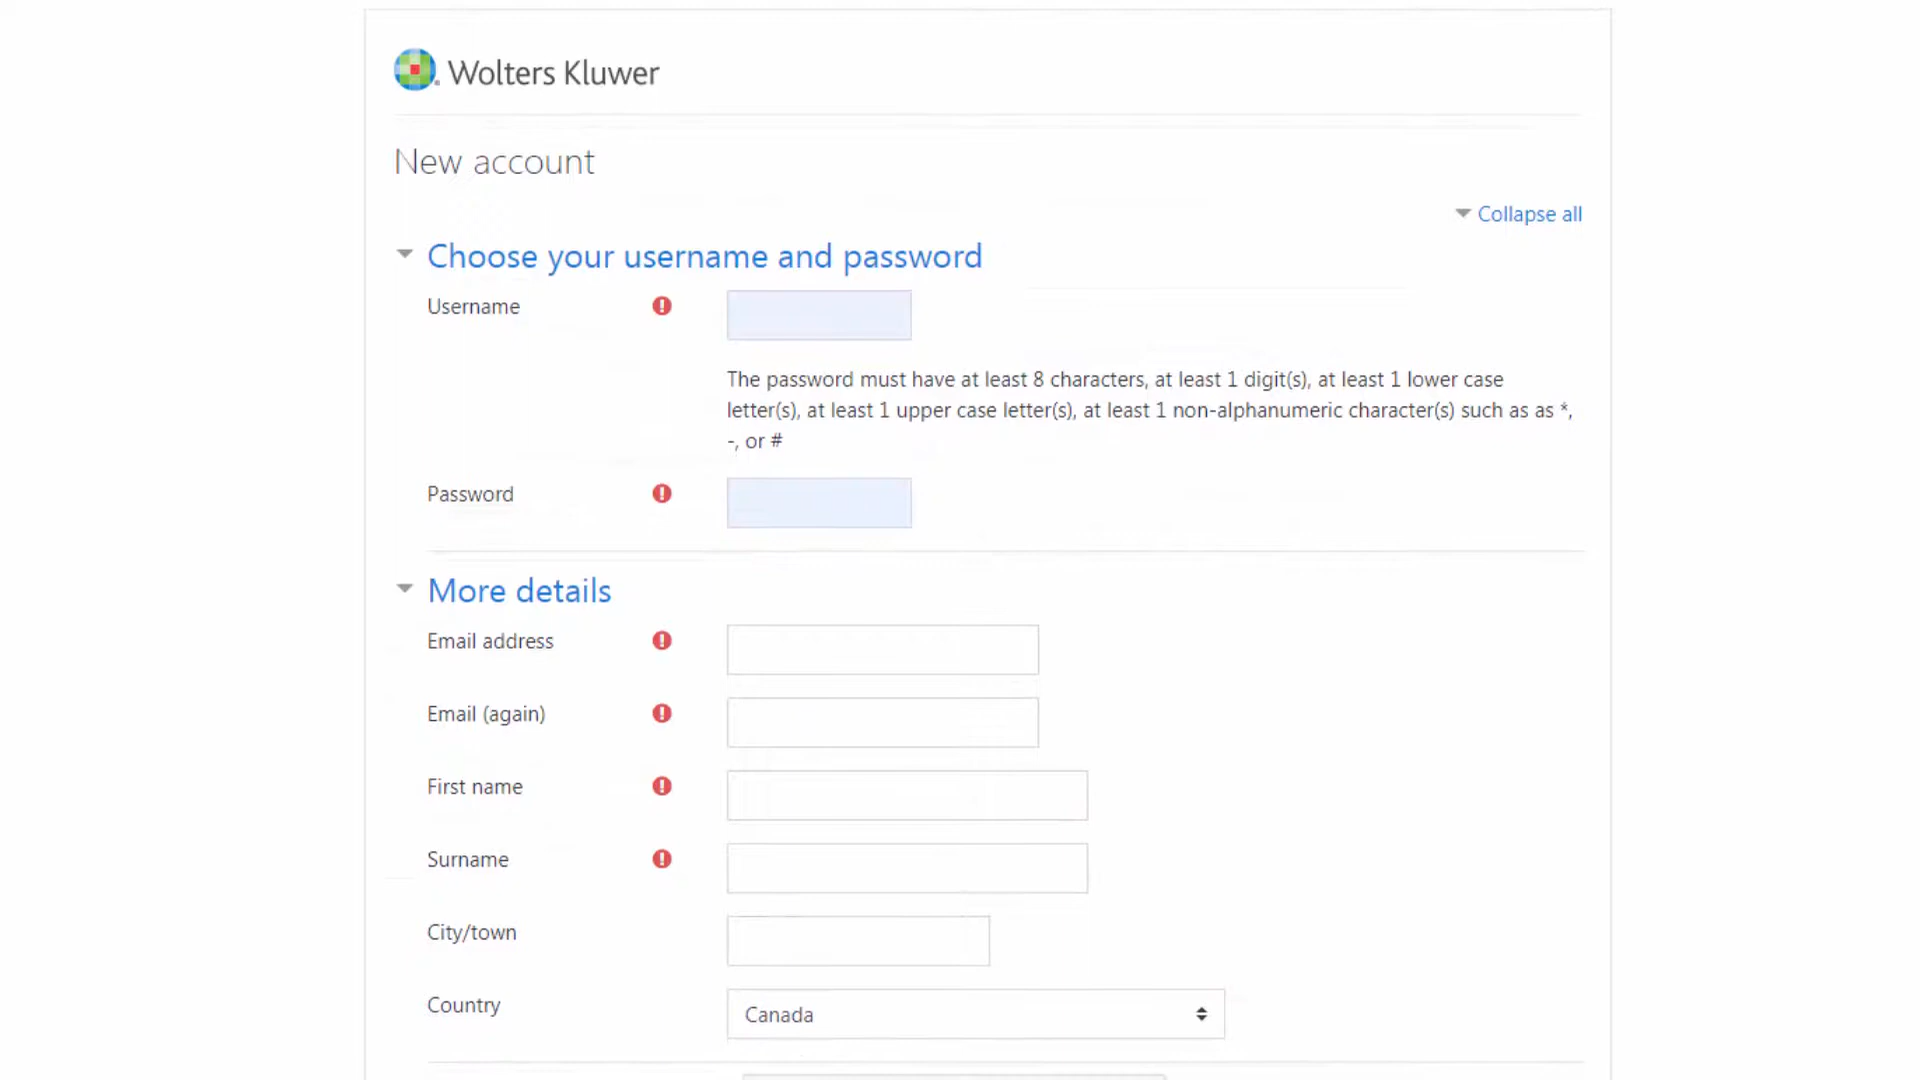 Wolters Kluwer
New account
Collapse all
Choose your username and password
Username
The password must have at least 8 characters, at least 1 digit(s), at least 1 lower case
letter(s), at least 1 upper case letter(s), at least 1 non-alphanumeric character(s) such as as *,
-, or #
Password
More details
Email address
Email (again)
First name
Surname
City/town
Country
Canada